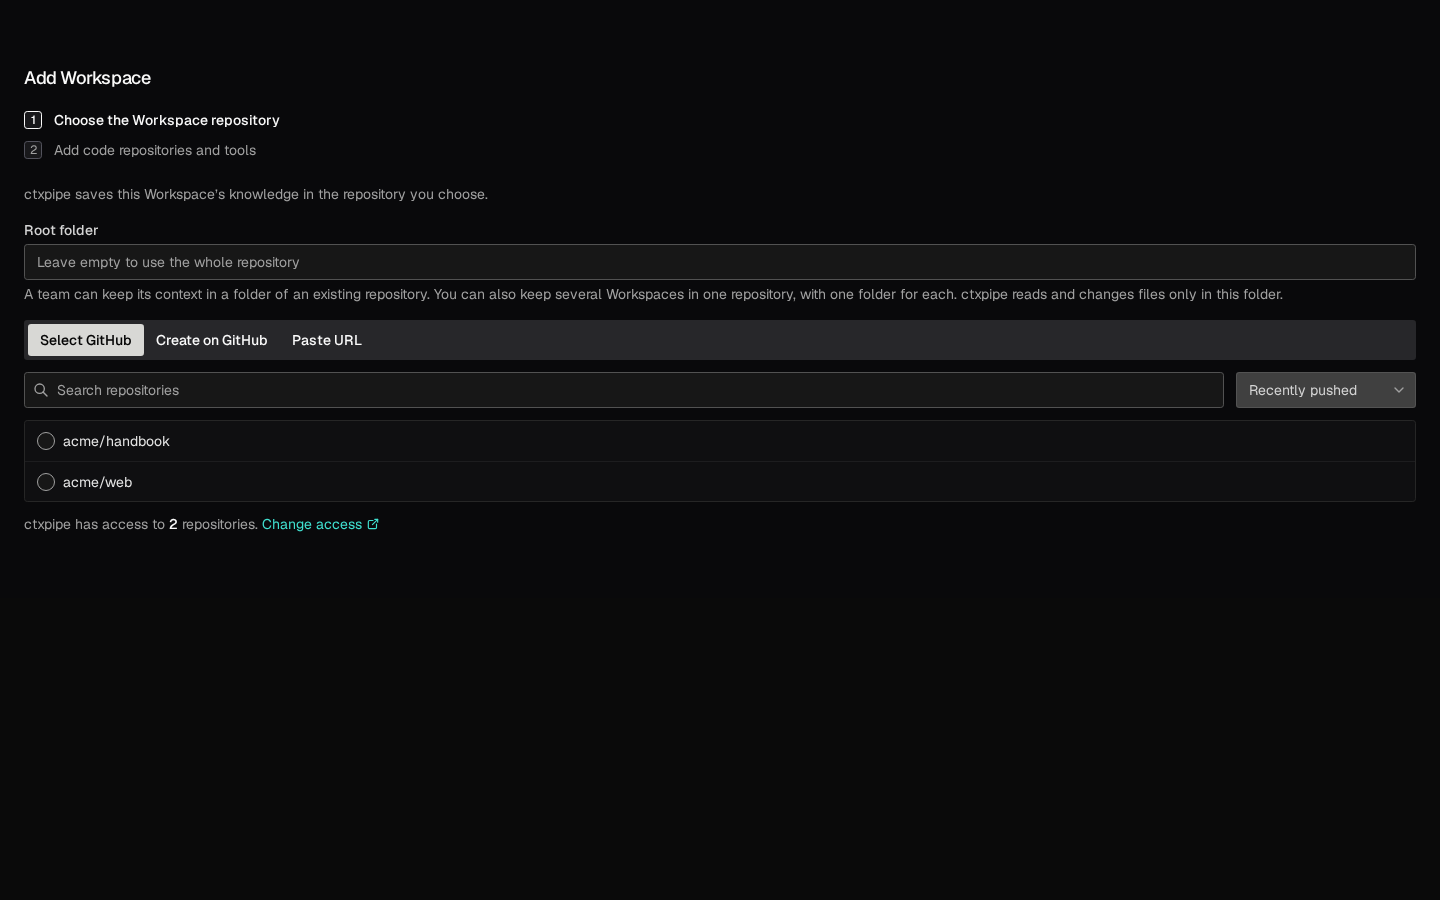 Add Workspace
1 Choose the Workspace repository
2 Add code repositories and tools
ctxpipe saves this Workspace's knowledge in the repository you choose.
Root folder
Leave empty to use the whole repository
A team can keep its context in a folder of an existing repository. You can also keep several Workspaces in one repository, with one folder for each. ctxpipe reads and changes files only in this folder.
Select GitHub Create on GitHub Paste URL
Search repositories Recently pushed
acme/handbook
acme/web
ctxpipe has access to 2 repositories. Change access